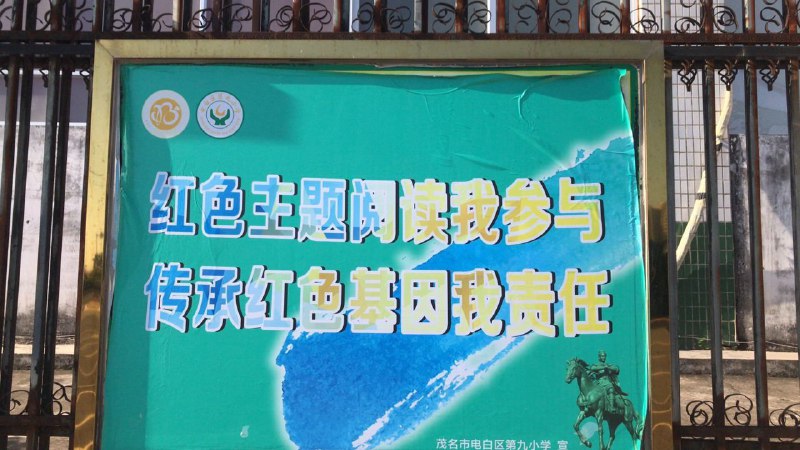 红色主题阅读我参与
传承红色基因我责任
茂名市电白区第九小学 宣